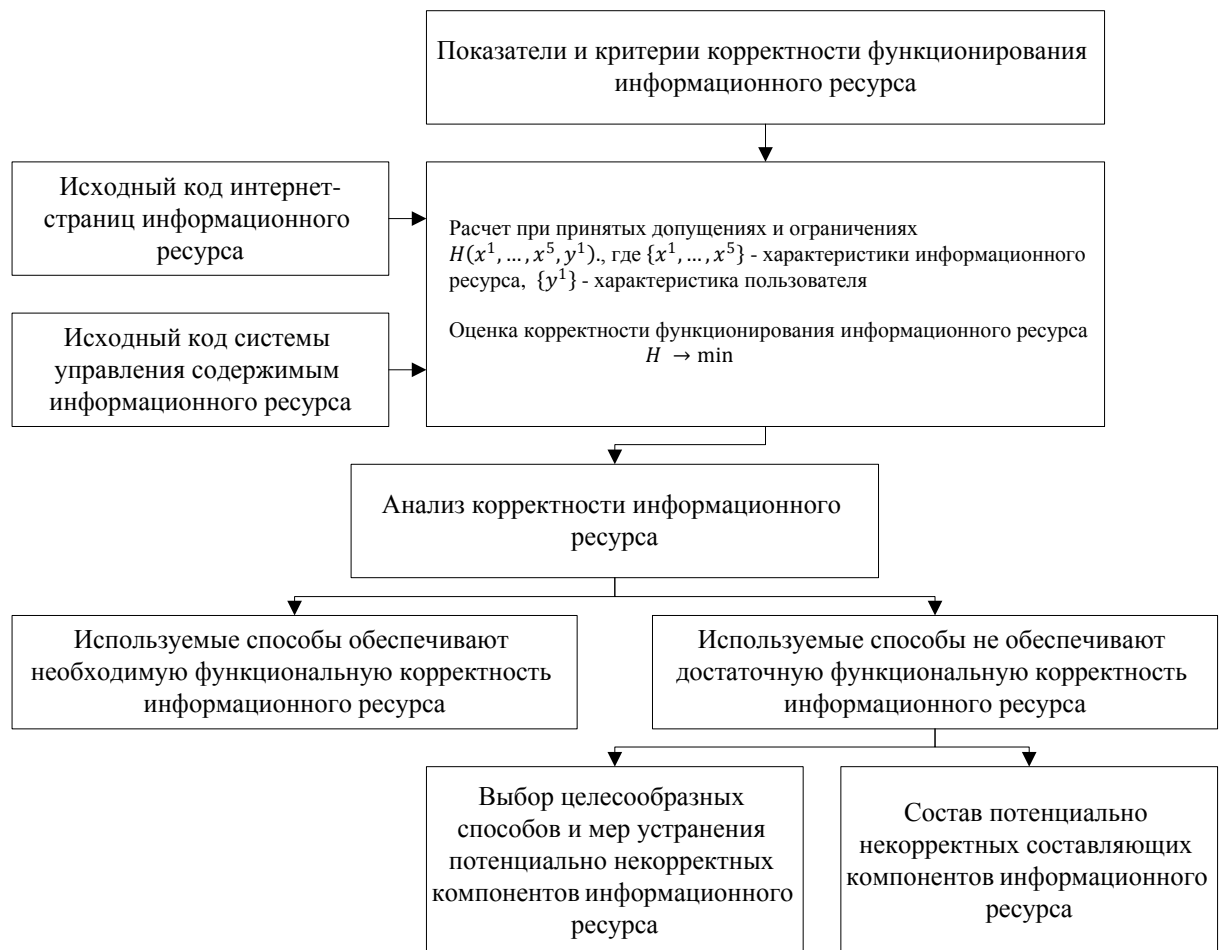 Показатели и критерии корректности функционирования
информационного ресурса
Исходный код интернет-
страниц информационного
ресурса
Расчет при принятых допущениях и ограничениях
𝐻(𝑥¹, … , 𝑥⁵, 𝑦¹)., где {𝑥¹, … , 𝑥⁵} - характеристики информационного
ресурса, {𝑦¹} - характеристика пользователя
Оценка корректности функционирования информационного ресурса
𝐻 → min
Исходный код системы
управления содержимым
информационного ресурса
Анализ корректности информационного
ресурса
Используемые способы обеспечивают
необходимую функциональную корректность
информационного ресурса
Используемые способы не обеспечивают
достаточную функциональную корректность
информационного ресурса
Выбор целесообразных
способов и мер устранения
потенциально некорректных
компонентов информационного
ресурса
Состав потенциально
некорректных составляющих
компонентов информационного
ресурса